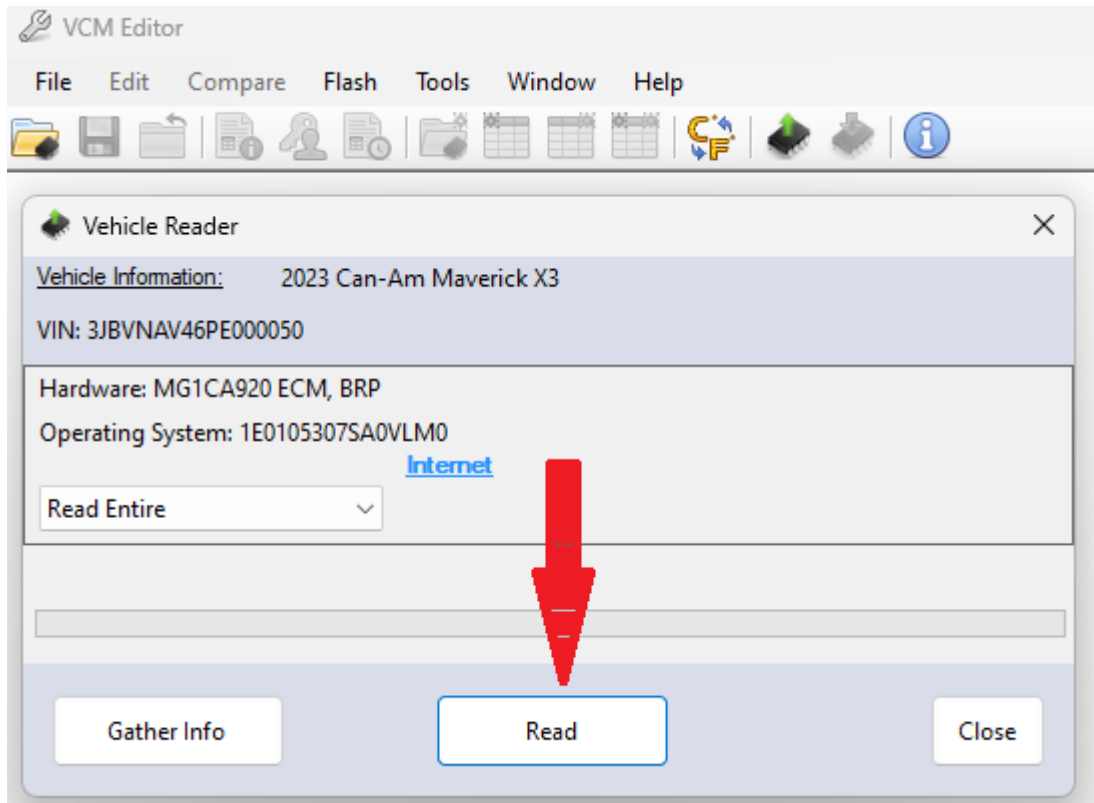 VCM Editor
File Edit Compare Flash Tools Window Help
C F i
Vehicle Reader
Vehicle Information: 2023 Can-Am Maverick X3
VIN: 3JBVNAV46PE000050
Hardware: MG1CA920 ECM, BRP
Operating System: 1E0105307SA0VLM0
Internet
Read Entire
Gather Info Read Close